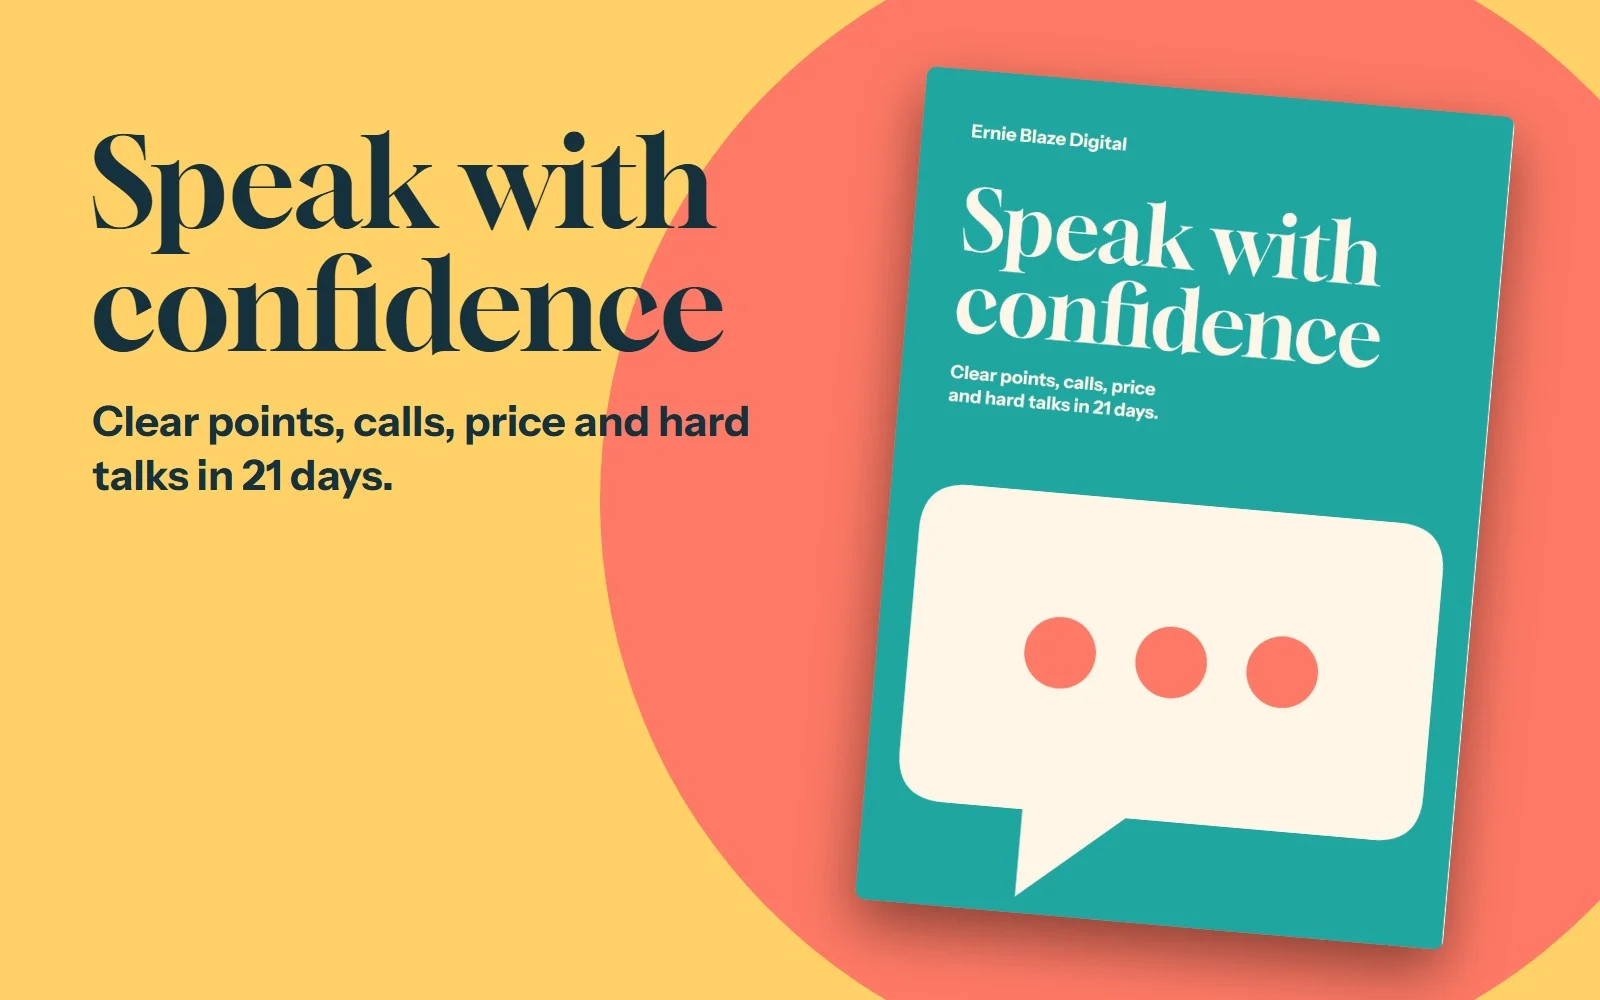 Speak with
confidence
Clear points, calls, price and hard
talks in 21 days.
Ernie Blaze Digital
Speak with
confidence
Clear points, calls, price
and hard talks in 21 days.